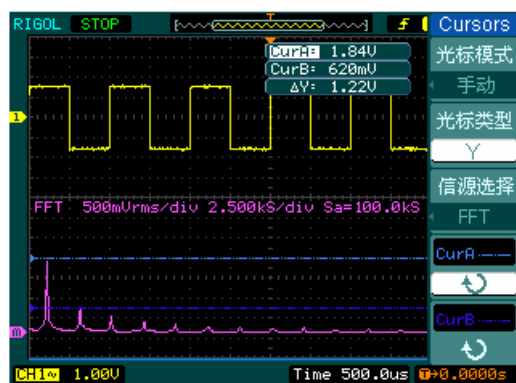 RIGOL STOP
Cursors
CurA: 1.84V
CurB: 620mV
ΔY: 1.22V
光标模式
手动
光标类型
Y
信源选择
FFT
CurA
CurB
1
FFT 500mVrms/div 2.500kS/div Sa=100.0kS
m
CH1~ 1.00V
Time 500.0us
T→0.0000s